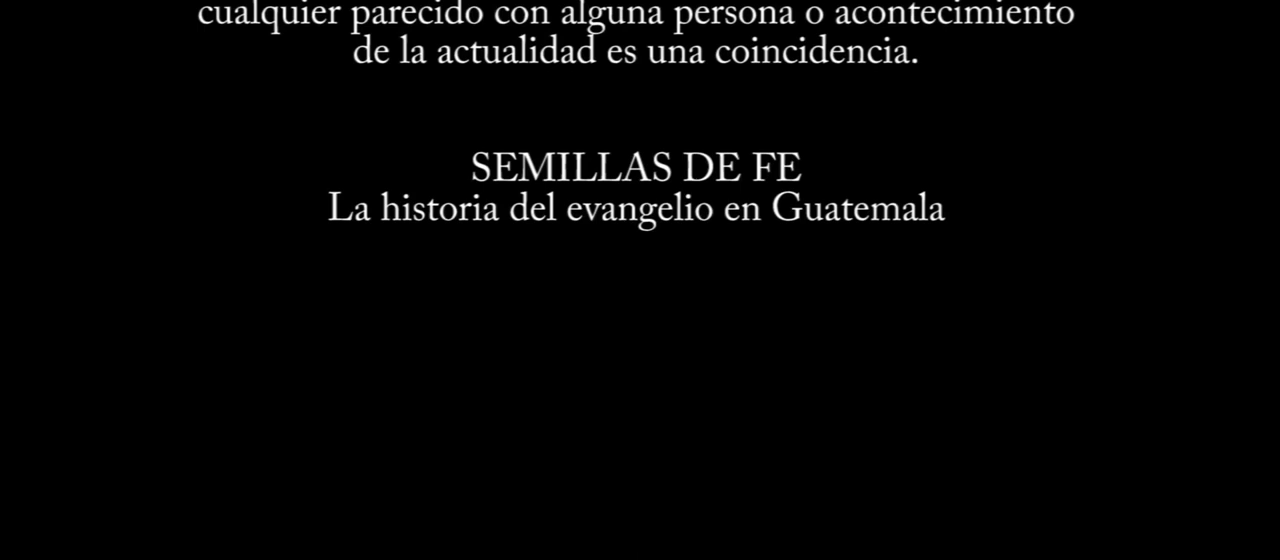 cualquier parecido con alguna persona o acontecimiento
de la actualidad es una coincidencia.
SEMILLAS DE FE
La historia del evangelio en Guatemala